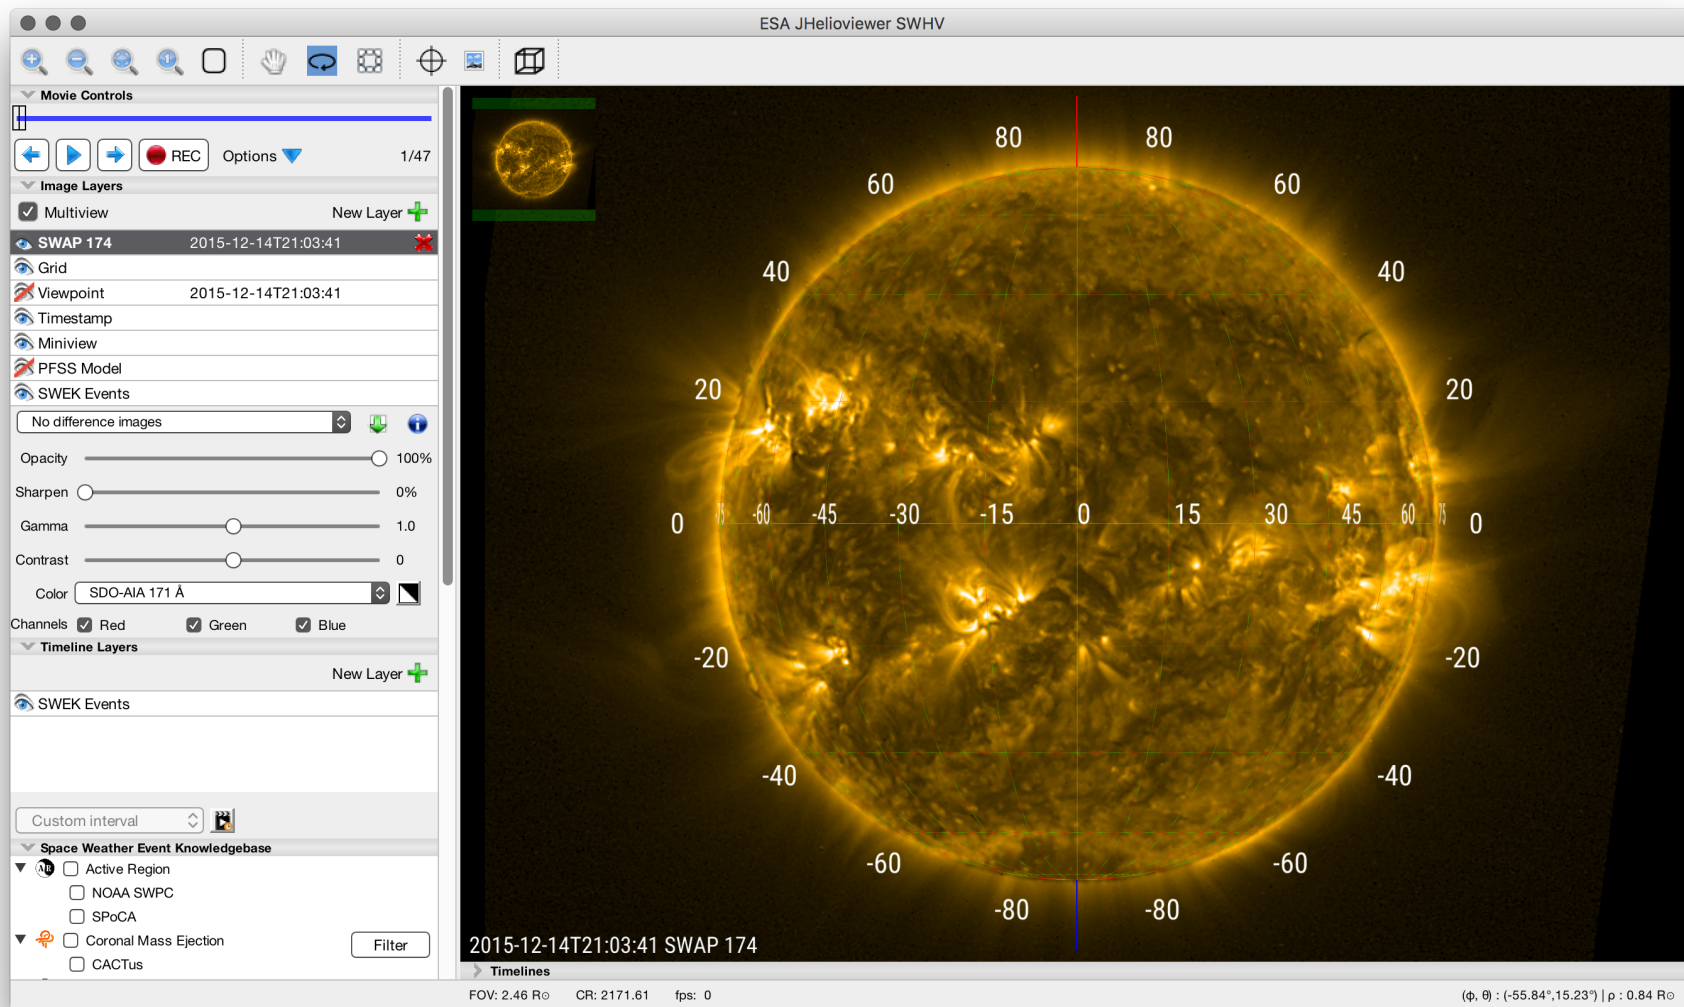 ESA JHelioviewer SWHV
Movie Controls
REC Options 1/47
Image Layers
Multiview New Layer
SWAP 174 2015-12-14T21:03:41
Grid
Viewpoint 2015-12-14T21:03:41
Timestamp
Miniview
PFSS Model
SWEK Events
No difference images
Opacity 100%
Sharpen 0%
Gamma 1.0
Contrast 0
Color SDO-AIA 171 Å
Channels Red Green Blue
Timeline Layers
New Layer
SWEK Events
Custom interval
Space Weather Event Knowledgebase
AR Active Region
NOAA SWPC
SPoCA
Coronal Mass Ejection Filter
CACTus
80 80
60 60
40 40
20 20
0 -75 -60 -45 -30 -15 0 15 30 45 60 75 0
-20 -20
-40 -40
-60 -60
-80 -80
2015-12-14T21:03:41 SWAP 174
Timelines
FOV: 2.46 R⊙ CR: 2171.61 fps: 0 (φ, θ) : (-55.84°,15.23°) | ρ : 0.84 R⊙